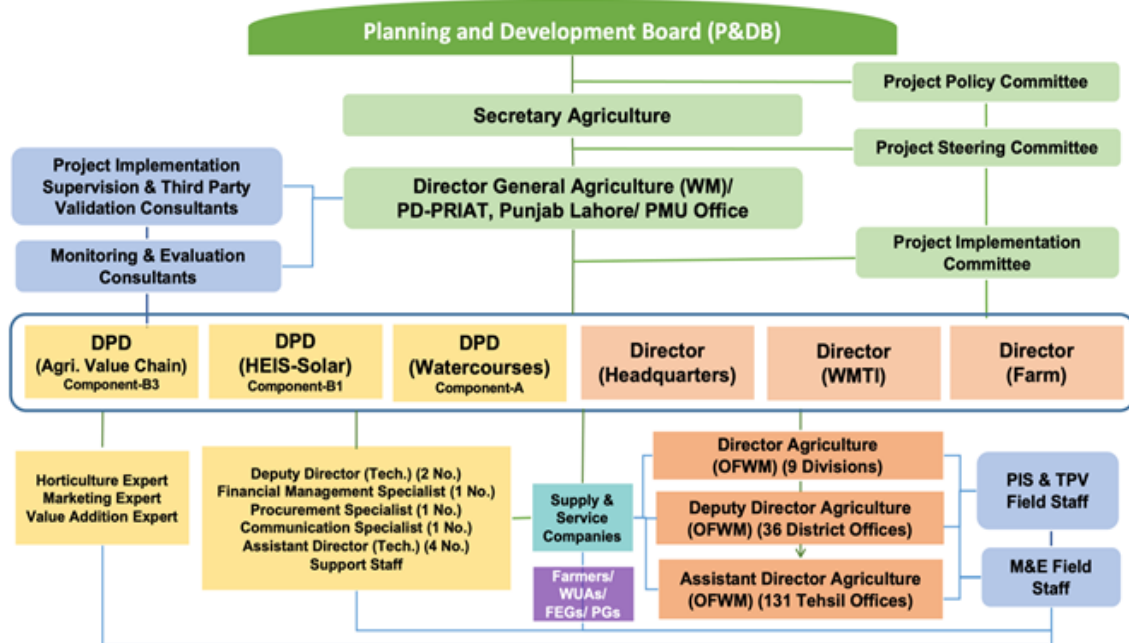 Planning and Development Board (P&DB)
Project Policy Committee
Secretary Agriculture
Project Steering Committee
Project Implementation
Supervision & Third Party
Validation Consultants
Director General Agriculture (WM)/
PD-PRIAT, Punjab Lahore/ PMU Office
Monitoring & Evaluation
Consultants
Project Implementation
Committee
DPD
(Agri. Value Chain)
Component-B3
DPD
(HEIS-Solar)
Component-B1
DPD
(Watercourses)
Component-A
Director
(Headquarters)
Director
(WMTI)
Director
(Farm)
Horticulture Expert
Marketing Expert
Value Addition Expert
Deputy Director (Tech.) (2 No.)
Financial Management Specialist (1 No.)
Procurement Specialist (1 No.)
Communication Specialist (1 No.)
Assistant Director (Tech.) (4 No.)
Support Staff
Supply &
Service
Companies
Farmers/
WUAs/
FEGs/ PGs
Director Agriculture
(OFWM) (9 Divisions)
Deputy Director Agriculture
(OFWM) (36 District Offices)
Assistant Director Agriculture
(OFWM) (131 Tehsil Offices)
PIS & TPV
Field Staff
M&E Field
Staff